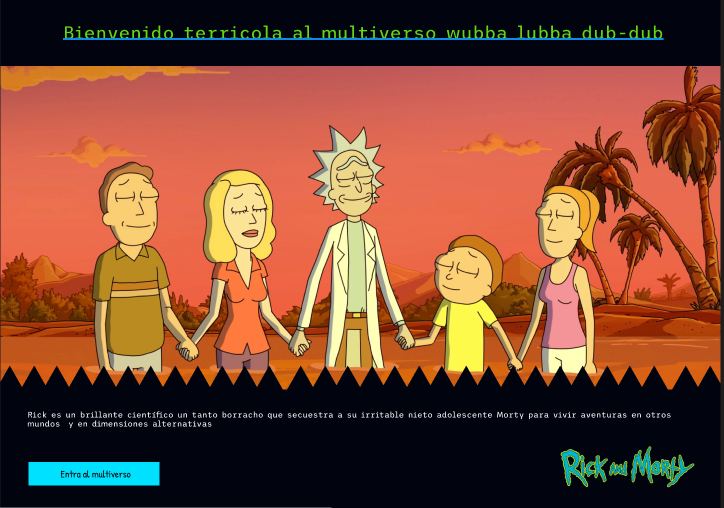 Bienvenido terricola al multiverso wubba lubba dub-dub
Rick es un brillante científico un tanto borracho que secuestra a su irritable nieto adolescente Morty para vivir aventuras en otros
mundos y en dimensiones alternativas
Entra al multiverso
Rick and Morty